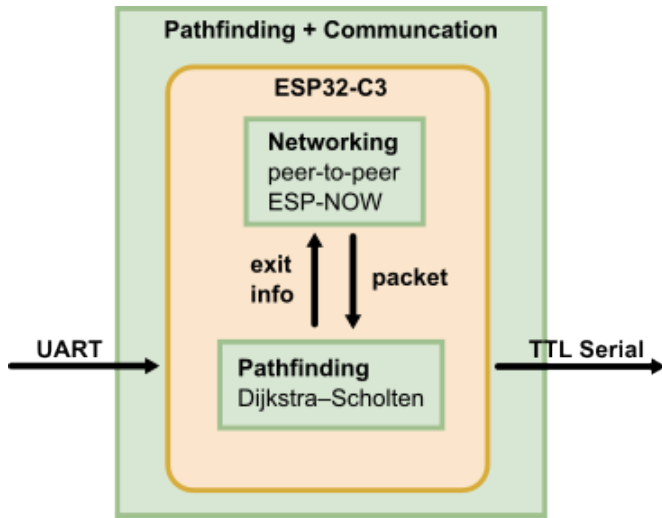 Pathfinding + Communcation
ESP32-C3
Networking
peer-to-peer
ESP-NOW
exit
info
packet
UART
TTL Serial
Pathfinding
Dijkstra–Scholten